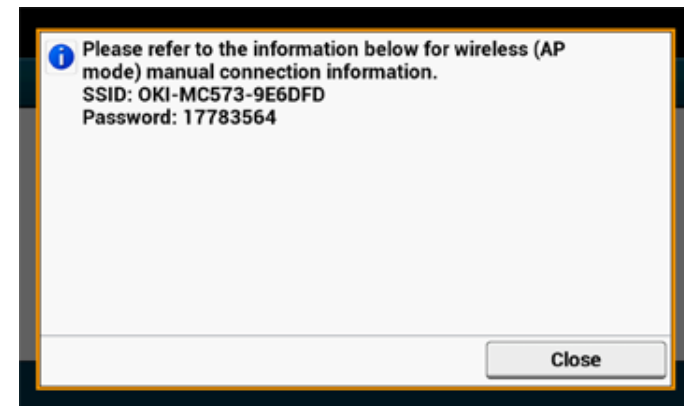 Please refer to the information below for wireless (AP
mode) manual connection information.
SSID: OKI-MC573-9E6DFD
Password: 17783564
Close